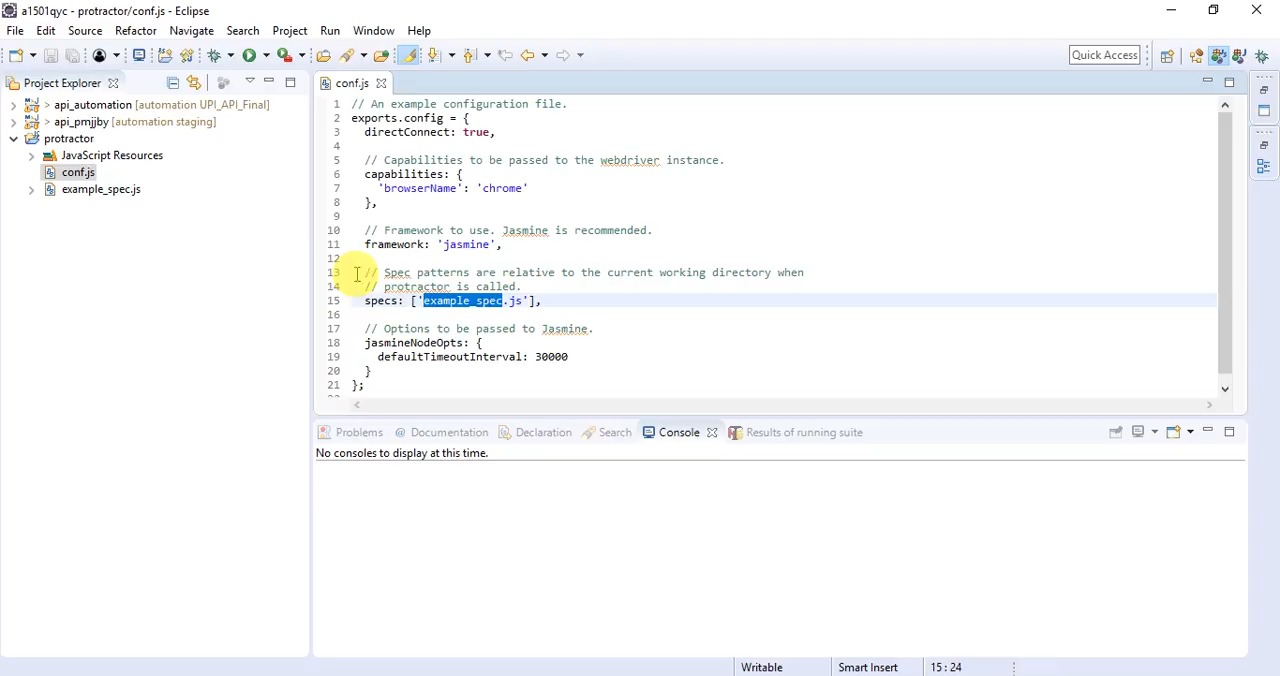 a1501qyc - protractor/conf.js - Eclipse
File Edit Source Refactor Navigate Search Project Run Window Help
Quick Access
Project Explorer
> api_automation [automation UPI_API_Final]
> api_pmjjby [automation staging]
protractor
JavaScript Resources
conf.js
example_spec.js
conf.js
1 // An example configuration file.
2 exports.config = {
3 directConnect: true,
4
5 // Capabilities to be passed to the webdriver instance.
6 capabilities: {
7 'browserName': 'chrome'
8 },
9
10 // Framework to use. Jasmine is recommended.
11 framework: 'jasmine',
12
13 // Spec patterns are relative to the current working directory when
14 // protractor is called.
15 specs: ['example_spec.js'],
16
17 // Options to be passed to Jasmine.
18 jasmineNodeOpts: {
19 defaultTimeoutInterval: 30000
20 }
21 };
Problems @ Documentation Declaration Search Console Results of running suite
No consoles to display at this time.
Writable Smart Insert 15 : 24